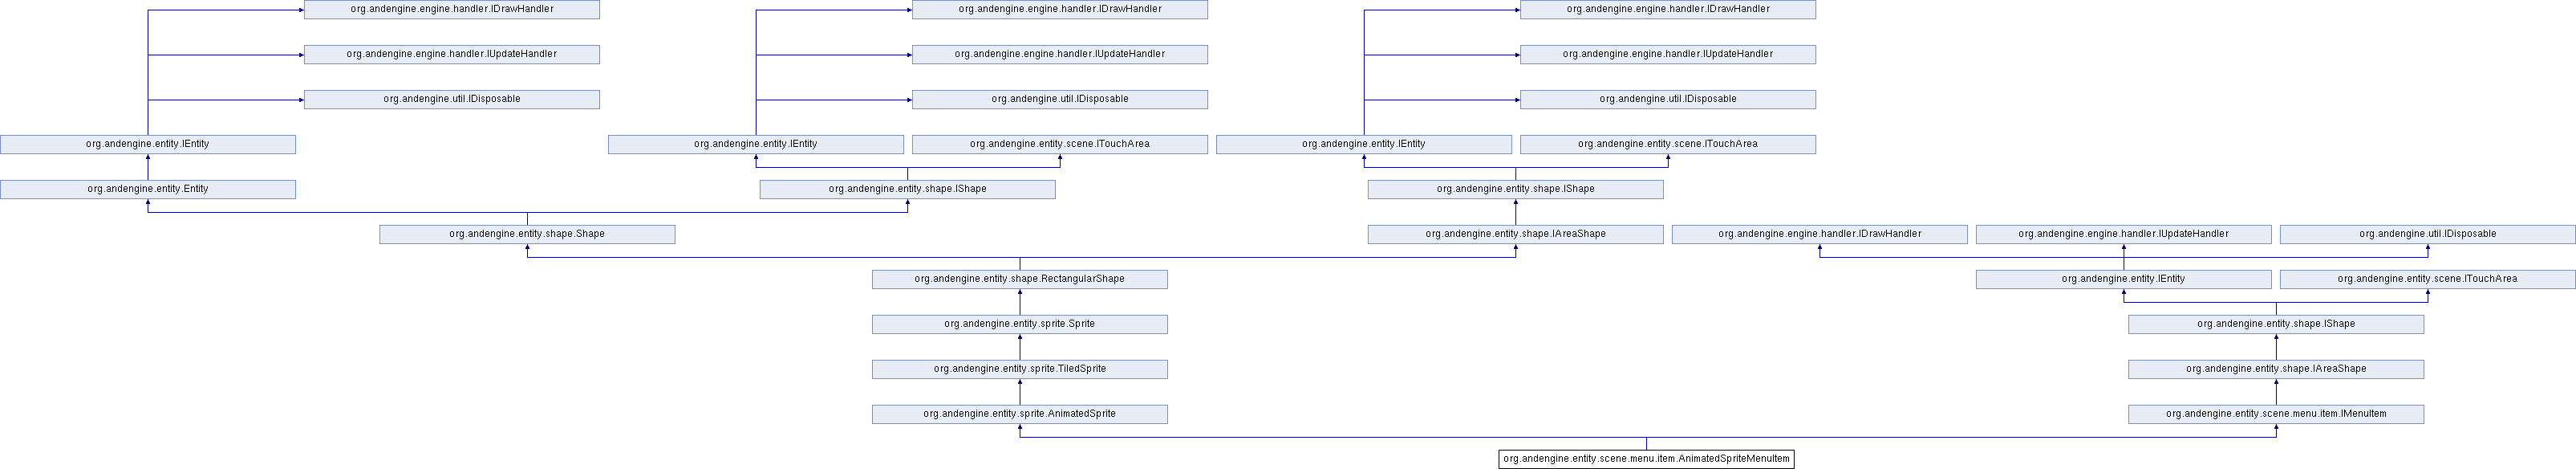 org.andengine.engine.handler.IDrawHandler
org.andengine.engine.handler.IDrawHandler
org.andengine.engine.handler.IDrawHandler
org.andengine.engine.handler.IUpdateHandler
org.andengine.engine.handler.IUpdateHandler
org.andengine.engine.handler.IUpdateHandler
org.andengine.util.IDisposable
org.andengine.util.IDisposable
org.andengine.util.IDisposable
org.andengine.entity.IEntity
org.andengine.entity.IEntity
org.andengine.entity.scene.ITouchArea
org.andengine.entity.IEntity
org.andengine.entity.scene.ITouchArea
org.andengine.entity.Entity
org.andengine.entity.shape.IShape
org.andengine.entity.shape.IShape
org.andengine.entity.shape.Shape
org.andengine.entity.shape.IAreaShape
org.andengine.engine.handler.IDrawHandler
org.andengine.engine.handler.IUpdateHandler
org.andengine.util.IDisposable
org.andengine.entity.shape.RectangularShape
org.andengine.entity.IEntity
org.andengine.entity.scene.ITouchArea
org.andengine.entity.sprite.Sprite
org.andengine.entity.shape.IShape
org.andengine.entity.sprite.TiledSprite
org.andengine.entity.shape.IAreaShape
org.andengine.entity.sprite.AnimatedSprite
org.andengine.entity.scene.menu.item.IMenuItem
org.andengine.entity.scene.menu.item.AnimatedSpriteMenuItem